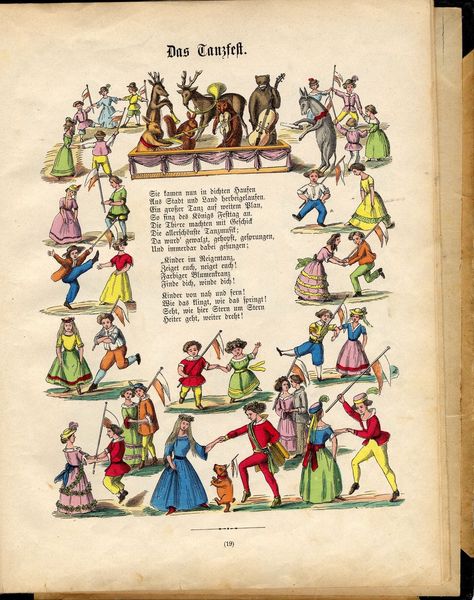 Das Tanzfest.
Sie kamen nun in dichten Haufen
Aus Stadt und Land herbeigelaufen.
Ein großer Tanz auf weitem Plan,
So fing des Königs Festtag an.
Die Thiere machten mit Geschick
Die allerschönste Tanzmusik;
Da wurd' gewalzt, gehopst, gesprungen,
Und immerdar dabei gesungen:
„Kinder im Reigentanz,
Zeiget euch, neiget euch!
Farbiger Blumenkranz
Finde dich, winde dich!
Kinder von nah und fern!
Wie das klingt, wie das springt!
Seht, wie hier Stern um Stern
Heiter geht, weiter dreht!
(19)